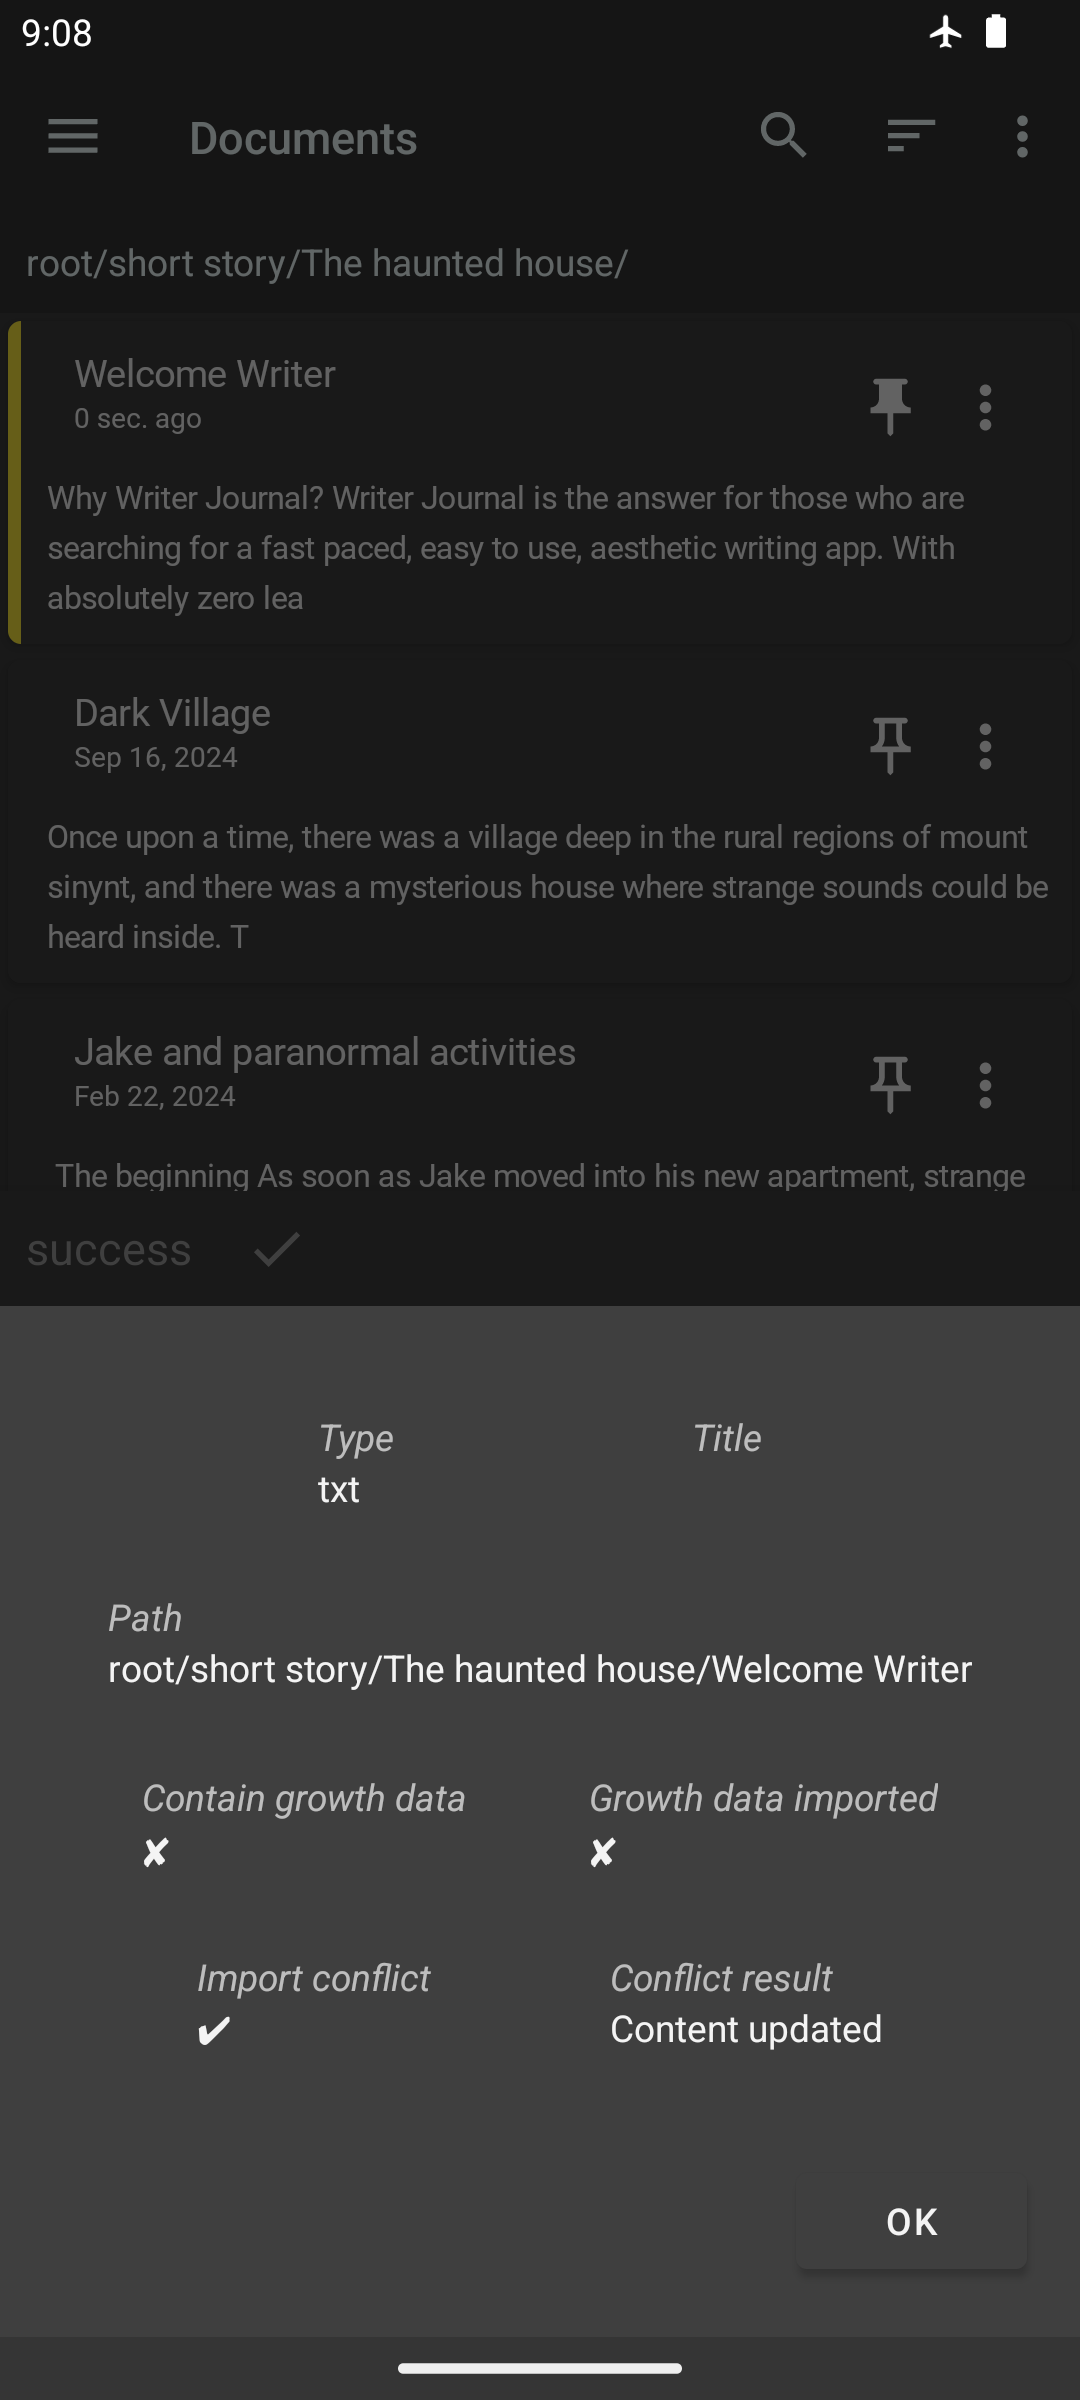 9:08
Documents
root/short story/The haunted house/
Welcome Writer
0 sec. ago
Why Writer Journal? Writer Journal is the answer for those who are
searching for a fast paced, easy to use, aesthetic writing app. With
absolutely zero lea
Dark Village
Sep 16, 2024
Once upon a time, there was a village deep in the rural regions of mount
sinynt, and there was a mysterious house where strange sounds could be
heard inside. T
Jake and paranormal activities
Feb 22, 2024
The beginning As soon as Jake moved into his new apartment, strange
success
Type
Title
txt
Path
root/short story/The haunted house/Welcome Writer
Contain growth data
Growth data imported
✘
✘
Import conflict
Conflict result
✔
Content updated
OK